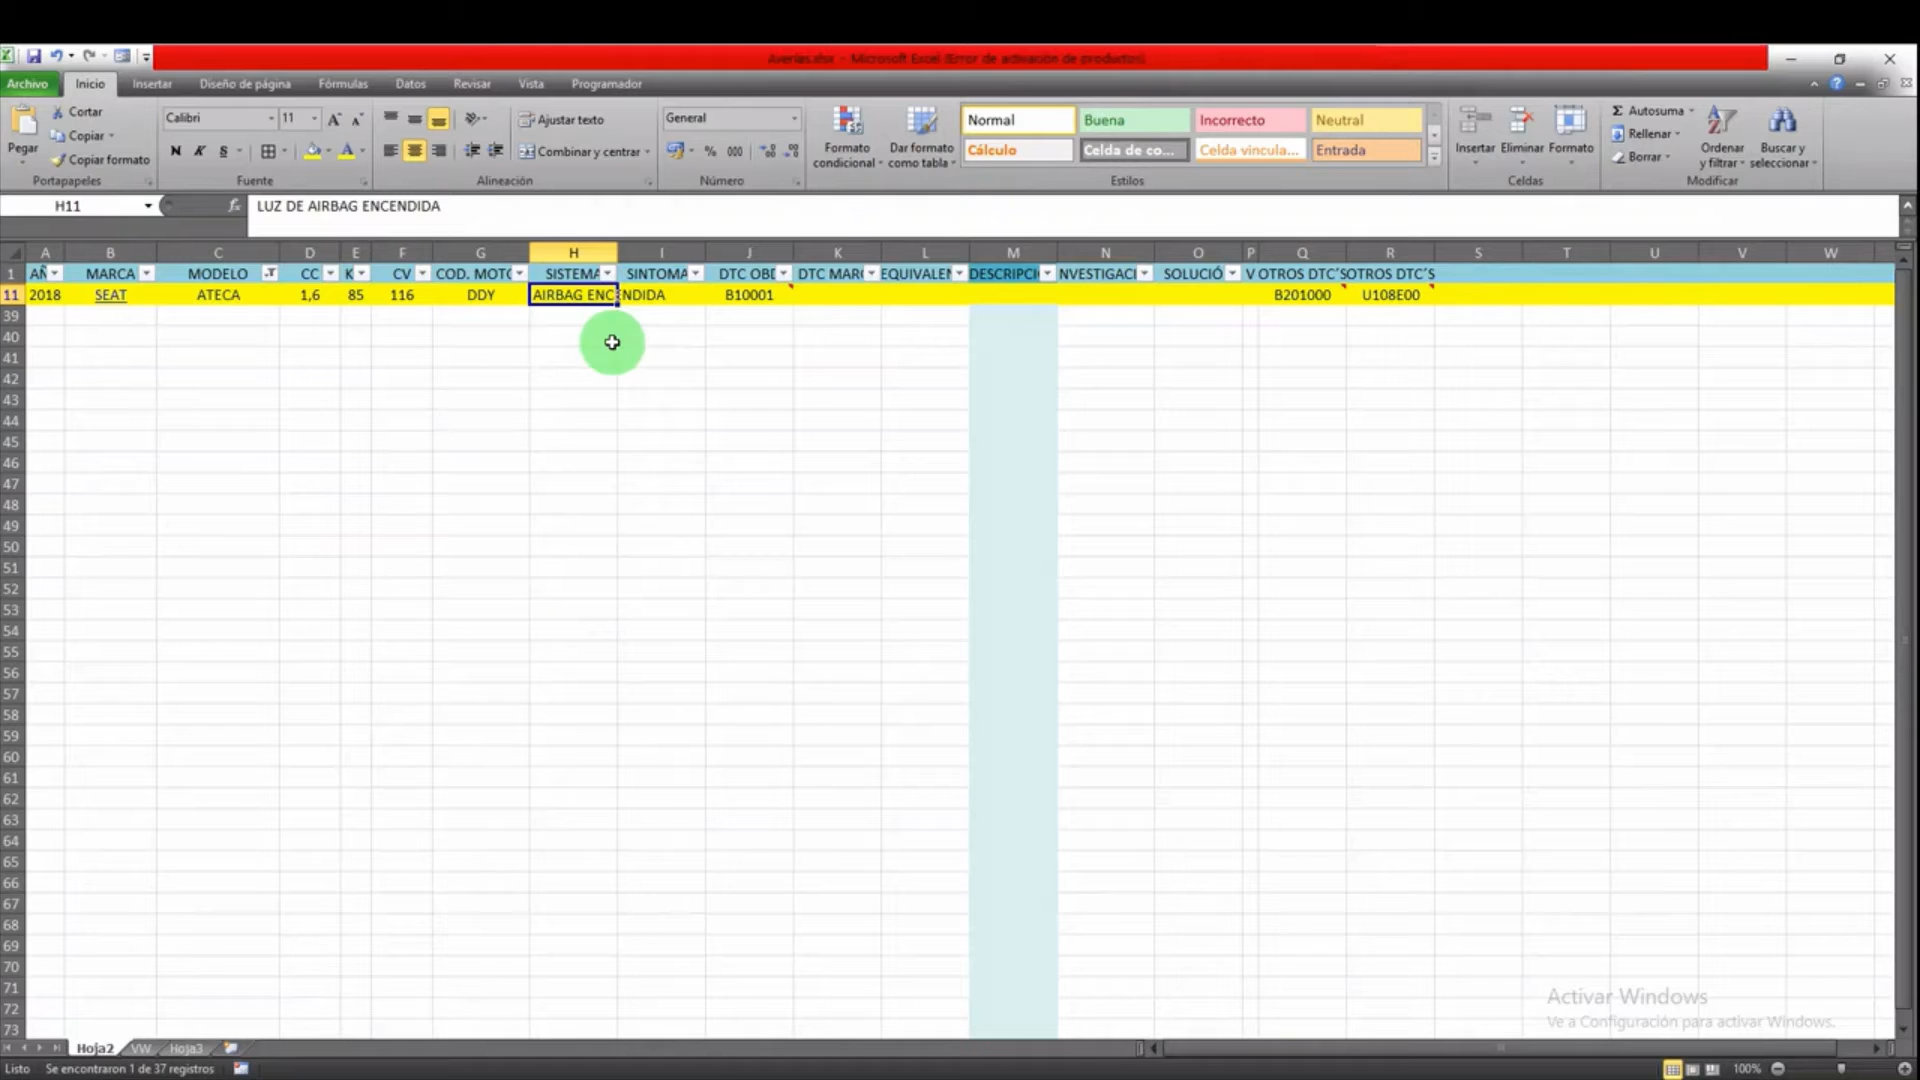 Averias.xlsx - Microsoft Excel (Error de activación de productos)
Archivo Inicio Insertar Diseño de página Fórmulas Datos Revisar Vista Programador
Pegar
Cortar
Copiar
Copiar formato
Portapapeles
Calibri 11
N K S
Fuente
Ajustar texto
Combinar y centrar
Alineación
General
% 000
Número
Formato condicional
Dar formato como tabla
Normal Buena Incorrecto Neutral
Cálculo Celda de co... Celda vincula... Entrada
Estilos
Insertar Eliminar Formato
Celdas
Autosuma
Rellenar
Borrar
Ordenar y filtrar
Buscar y seleccionar
Modificar
H11 fx LUZ DE AIRBAG ENCENDIDA
A B C D E F G H I J K L M N O P Q R S T U V W
1 AÑ MARCA MODELO CC K CV COD. MOTO SISTEMA SINTOMA DTC OBD DTC MARC EQUIVALEN DESCRIPCI NVESTIGACI SOLUCIÓ V OTROS DTC´S OTROS DTC´S
11 2018 SEAT ATECA 1,6 85 116 DDY AIRBAG ENCENDIDA B10001 B201000 U108E00
39
40
41
42
43
44
45
46
47
48
49
50
51
52
53
54
55
56
57
58
59
60
61
62
63
64
65
66
67
68
69
70
71
72
73
Activar Windows
Ve a Configuración para activar Windows.
Hoja2 VW Hoja3
Listo Se encontraron 1 de 37 registros 100%